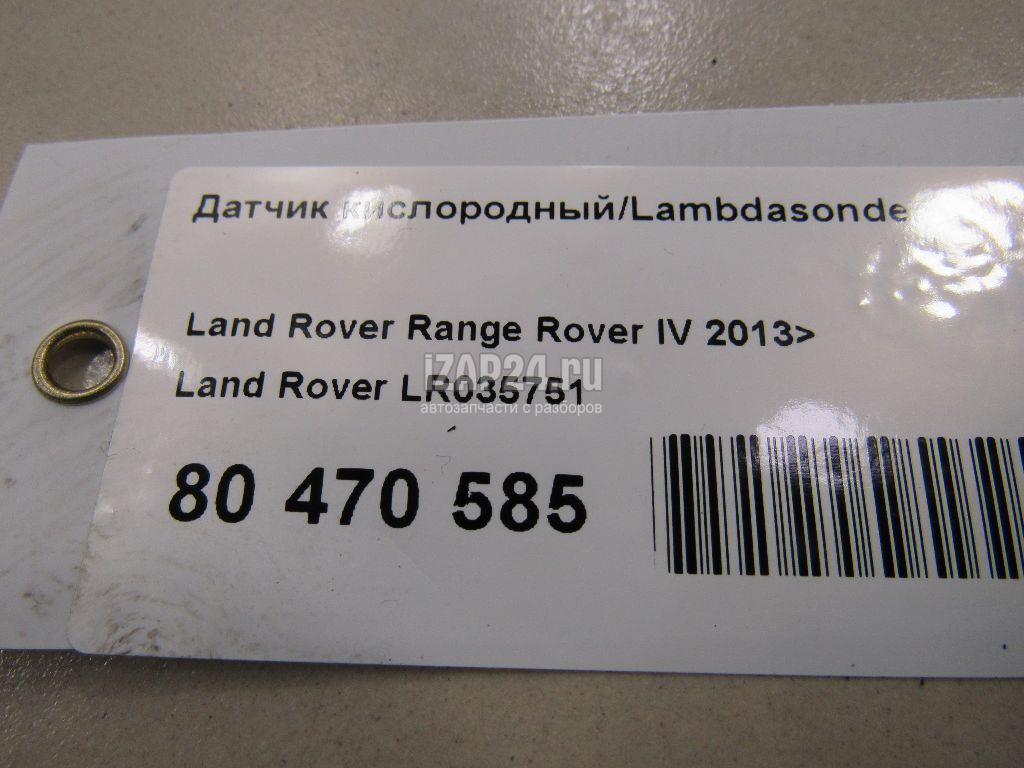 Датчик кислородный/Lambdasonde
Land Rover Range Rover IV 2013>
iZAP24.ru
Land Rover LR035751
автозапчасти с разборов
80 470 585